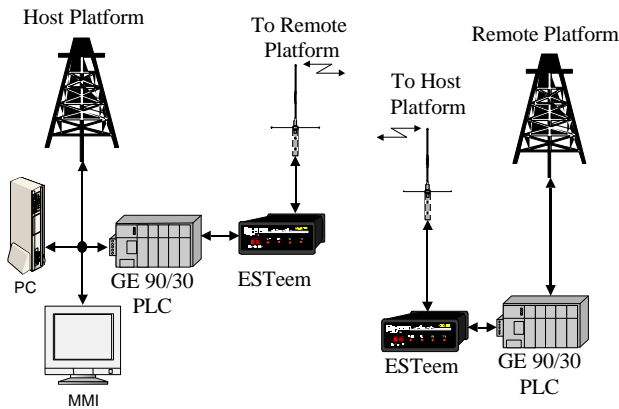 Host Platform
To Remote
Platform
Remote Platform
To Host
Platform
PC
GE 90/30
PLC
ESTeem
MMI
ESTeem
GE 90/30
PLC